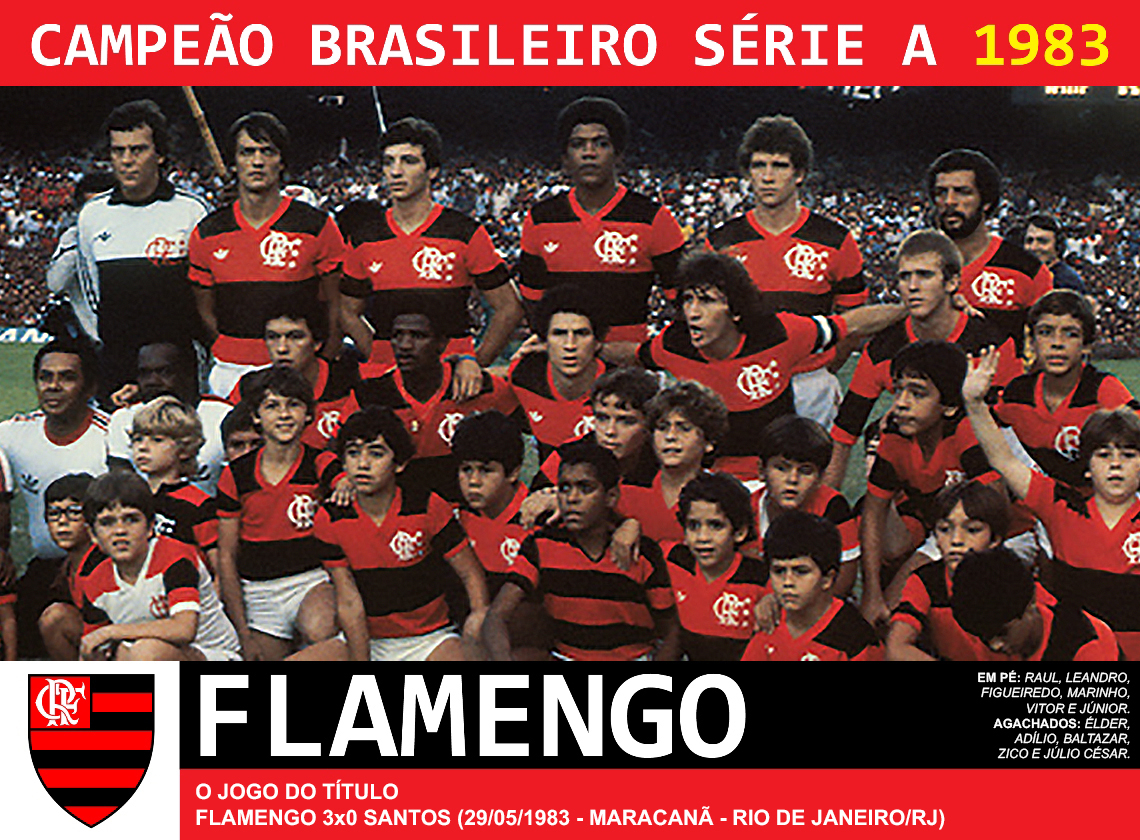 CAMPEÃO BRASILEIRO SÉRIE A 1983
FLAMENGO
EM PÉ: RAUL, LEANDRO,
FIGUEIREDO, MARINHO,
VITOR E JÚNIOR.
AGACHADOS: ÉLDER,
ADÍLIO, BALTAZAR,
ZICO E JÚLIO CÉSAR.
O JOGO DO TÍTULO
FLAMENGO 3x0 SANTOS (29/05/1983 - MARACANÃ - RIO DE JANEIRO/RJ)